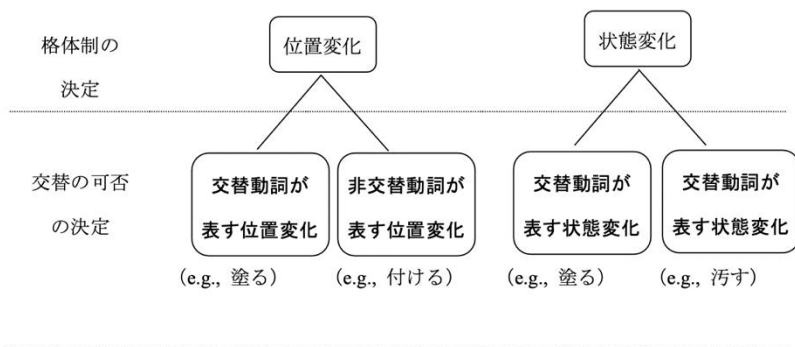 格体制の
決定
位置変化
状態変化
交替の可否
の決定
交替動詞が
表す位置変化
非交替動詞が
表す位置変化
交替動詞が
表す状態変化
交替動詞が
表す状態変化
（e.g., 塗る）
（e.g., 付ける）
（e.g., 塗る）
（e.g., 汚す）